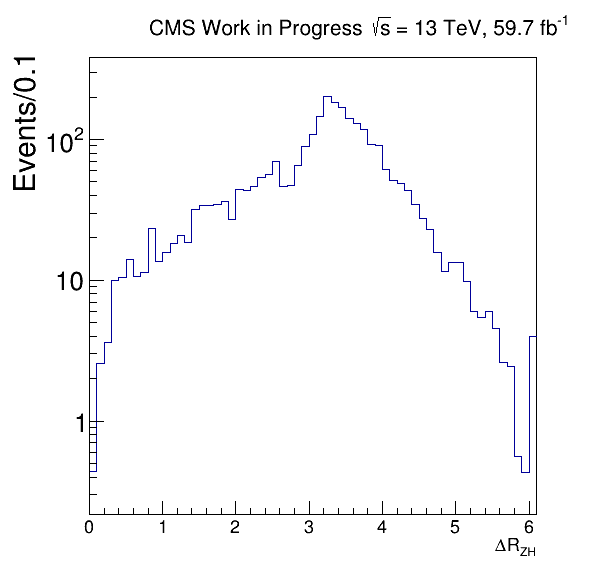 CMS Work in Progress √s = 13 TeV, 59.7 fb⁻¹
Events/0.1
10²
10
1
0 1 2 3 4 5 6
ΔR_ZH